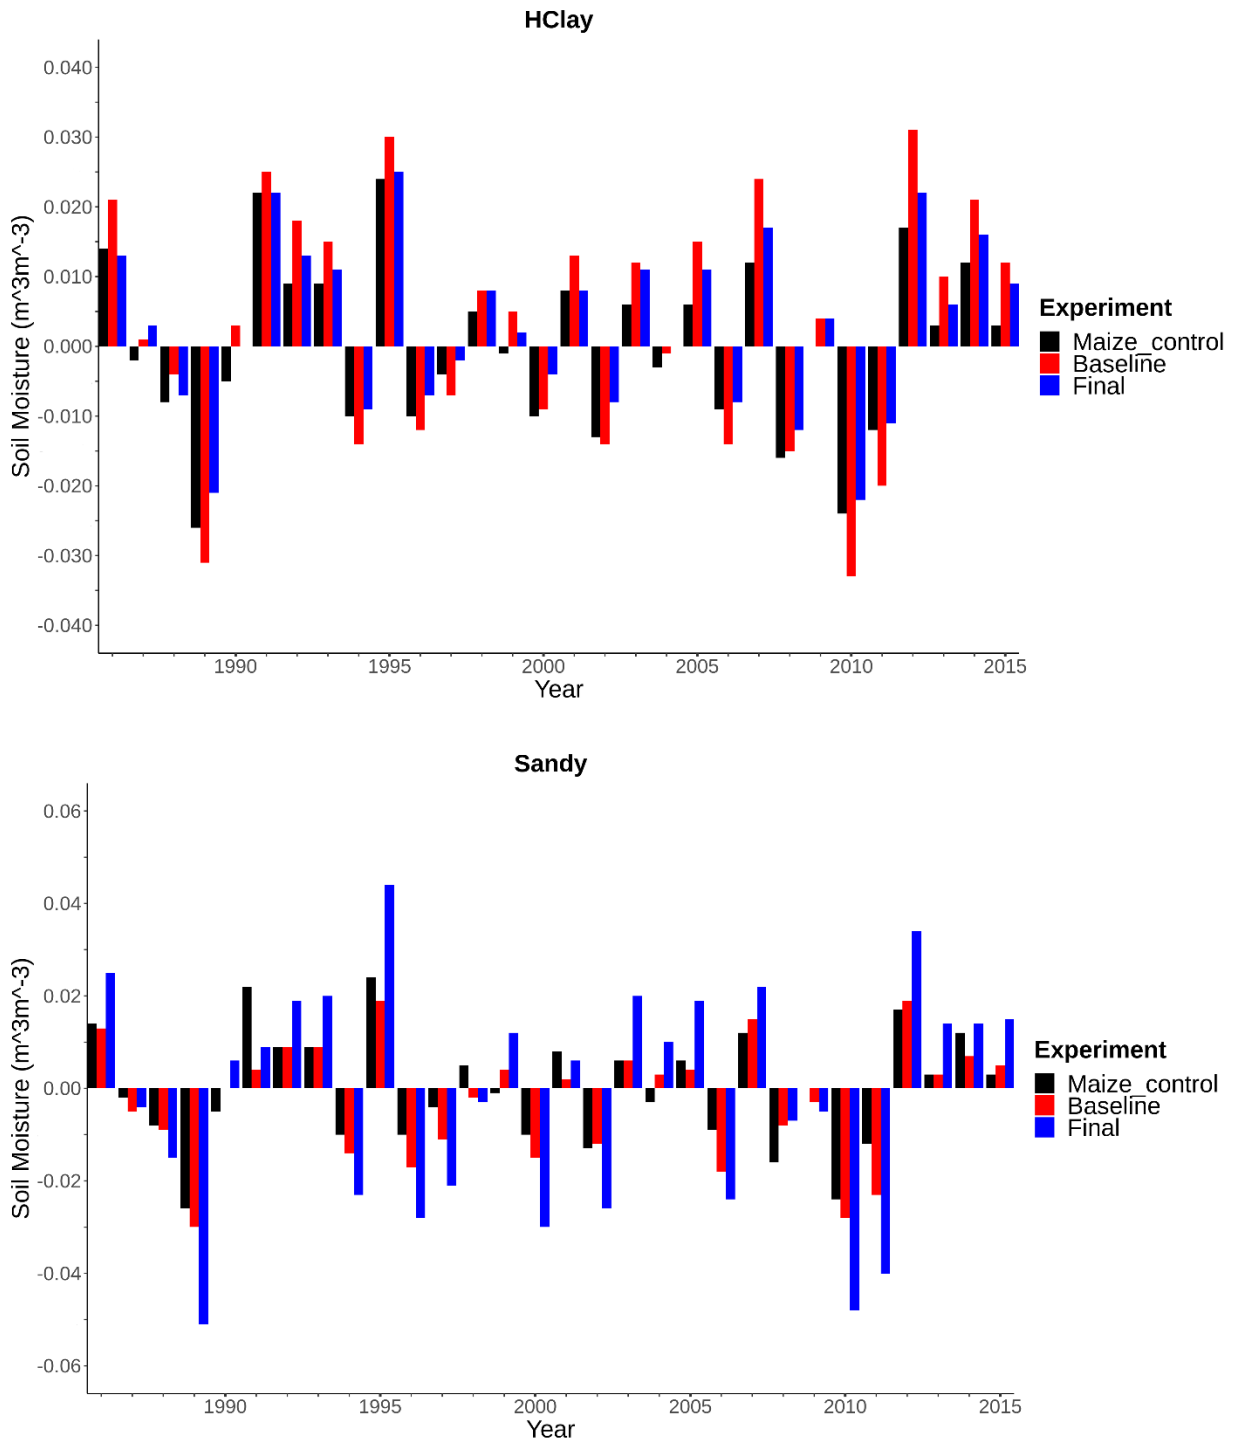 HClay
Soil Moisture (m^3m^-3)
0.040
0.030
0.020
0.010
0.000
-0.010
-0.020
-0.030
-0.040
1990 1995 2000 2005 2010 2015
Year
Experiment
Maize_control
Baseline
Final
Sandy
Soil Moisture (m^3m^-3)
0.06
0.04
0.02
0.00
-0.02
-0.04
-0.06
1990 1995 2000 2005 2010 2015
Year
Experiment
Maize_control
Baseline
Final